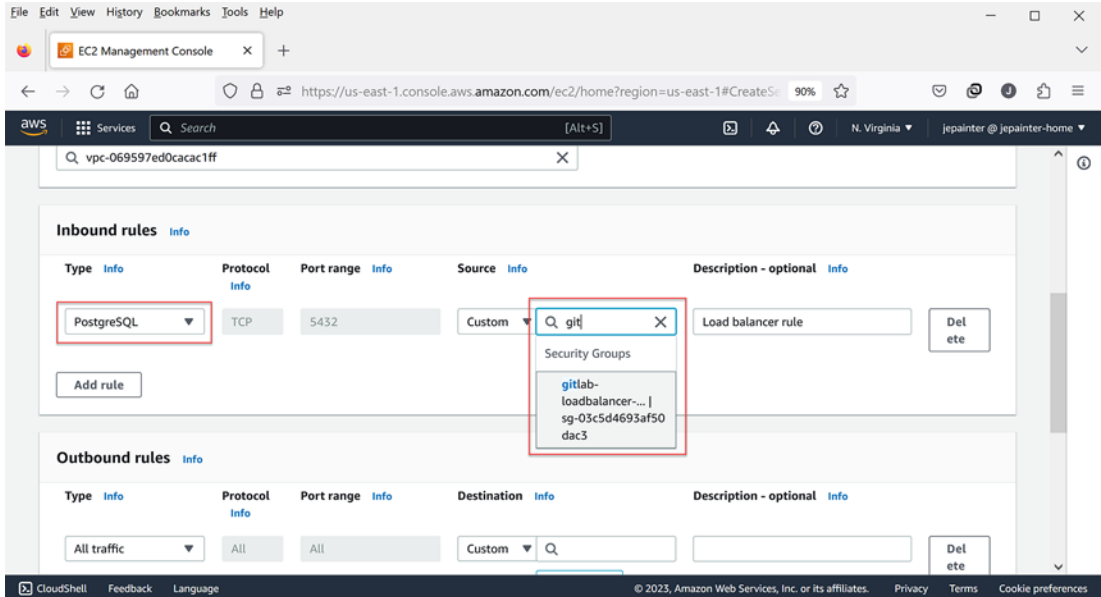 File Edit View History Bookmarks Tools Help
EC2 Management Console
https://us-east-1.console.aws.amazon.com/ec2/home?region=us-east-1#CreateSe 90%
aws Services Search [Alt+S] N. Virginia jepainter @ jepainter-home
vpc-069597ed0cacac1ff
Inbound rules Info
Type Info Protocol Info Port range Info Source Info Description - optional Info
PostgreSQL TCP 5432 Custom git Load balancer rule Del
ete
Security Groups
gitlab-
loadbalancer-... |
sg-03c5d4693af50
dac3
Add rule
Outbound rules Info
Type Info Protocol Info Port range Info Destination Info Description - optional Info
All traffic All All Custom Del
ete
CloudShell Feedback Language © 2023, Amazon Web Services, Inc. or its affiliates. Privacy Terms Cookie preferences